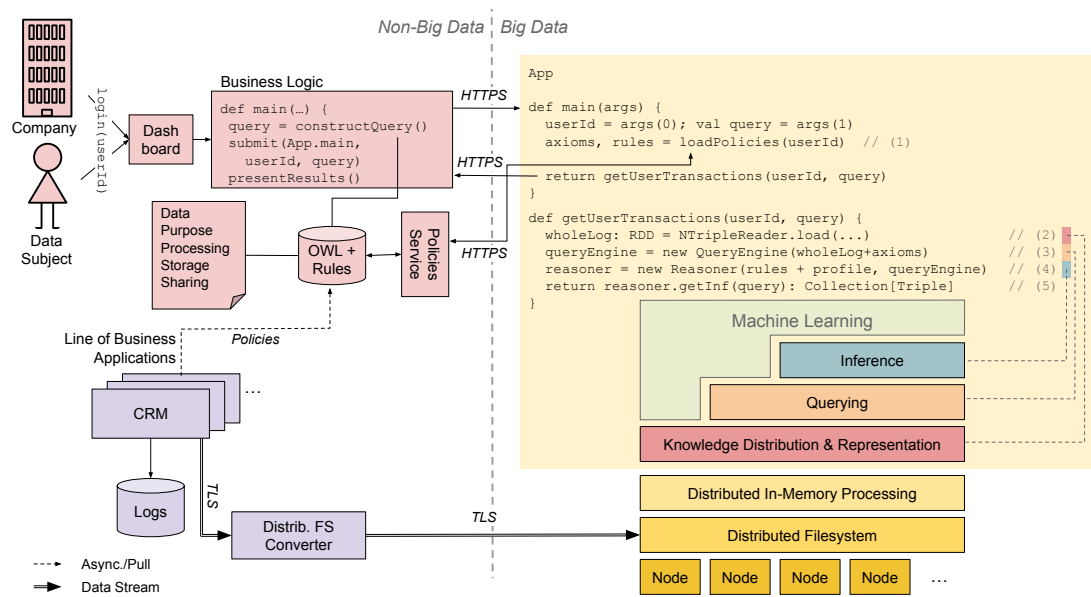 Non-Big Data
Big Data
Company
login(userId)
Data
Subject
Dash
board
Business Logic
def main(…) {
query = constructQuery()
submit(App.main,
userId, query)
presentResults()
HTTPS
HTTPS
HTTPS
Data
Purpose
Processing
Storage
Sharing
OWL +
Rules
Policies
Service
Policies
Line of Business
Applications
...
CRM
Logs
TLS
Distrib. FS
Converter
TLS
Async./Pull
Data Stream
App
def main(args) {
userId = args(0); val query = args(1)
axioms, rules = loadPolicies(userId) // (1)
return getUserTransactions(userId, query)
}
def getUserTransactions(userId, query) {
wholeLog: RDD = NTripleReader.load(...) // (2)
queryEngine = new QueryEngine(wholeLog+axioms) // (3)
reasoner = new Reasoner(rules + profile, queryEngine) // (4)
return reasoner.getInf(query): Collection[Triple] // (5)
}
Machine Learning
Inference
Querying
Knowledge Distribution & Representation
Distributed In-Memory Processing
Distributed Filesystem
Node Node Node Node ...